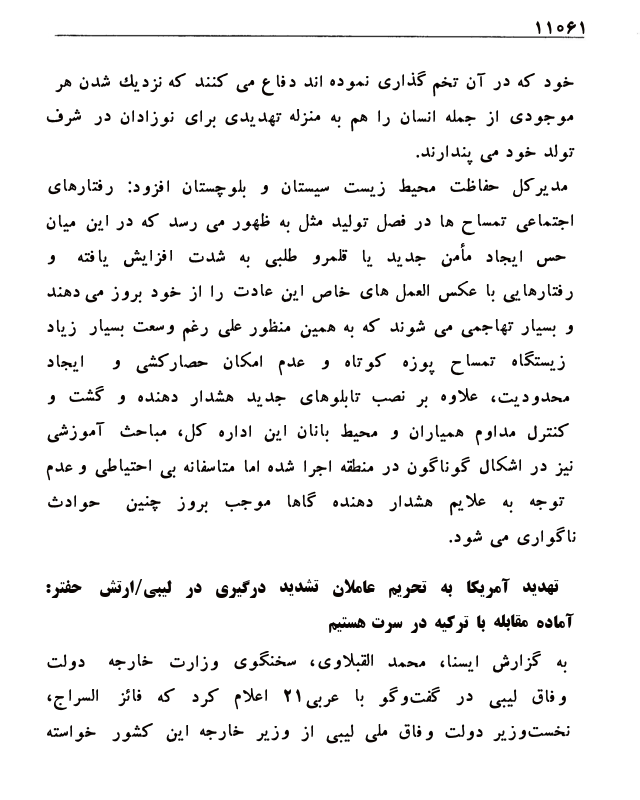 ۱۱۰۶۱
خود که در آن تخم گذاری نموده اند دفاع می کنند که نزدیك شدن هر
موجودی از جمله انسان را هم به منزله تهدیدی برای نوزادان در شرف
تولد خود می پندارند.
مدیرکل حفاظت محیط زیست سیستان و بلوچستان افزود: رفتارهای
اجتماعی تمساح ها در فصل تولید مثل به ظهور می رسد که در این میان
حس ایجاد مأمن جدید یا قلمرو طلبی به شدت افزایش یافته و
رفتارهایی با عکس العمل های خاص این عادت را از خود بروز می دهند
و بسیار تهاجمی می شوند که به همین منظور علی رغم وسعت بسیار زیاد
زیستگاه تمساح پوزه کوتاه و عدم امکان حصارکشی و ایجاد
محدودیت، علاوه بر نصب تابلوهای جدید هشدار دهنده و گشت و
کنترل مداوم همیاران و محیط بانان این اداره کل، مباحث آموزشی
نیز در اشکال گوناگون در منطقه اجرا شده اما متاسفانه بی احتیاطی و عدم
توجه به علایم هشدار دهنده گاها موجب بروز چنین حوادث
ناگواری می شود.
تهدید آمریکا به تحریم عاملان تشدید درگیری در لیبی/ارتش حفتر:
آماده مقابله با ترکیه در سرت هستیم
به گزارش ایسنا، محمد القبلاوی، سخنگوی وزارت خارجه دولت
وفاق لیبی در گفت‌وگو با عربی۲۱ اعلام کرد که فائز السراج،
نخست‌وزیر دولت وفاق ملی لیبی از وزیر خارجه این کشور خواسته